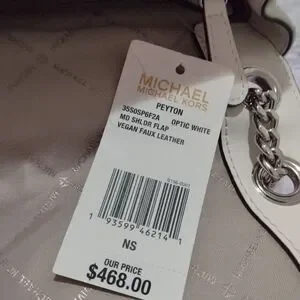 MICHAEL
MICHAEL KORS
PEYTON
35S0SP6F2A OPTIC WHITE
MD SHLDR FLAP
VEGAN FAUX LEATHER
1 93599 46214 1
NS
OUR PRICE
$468.00